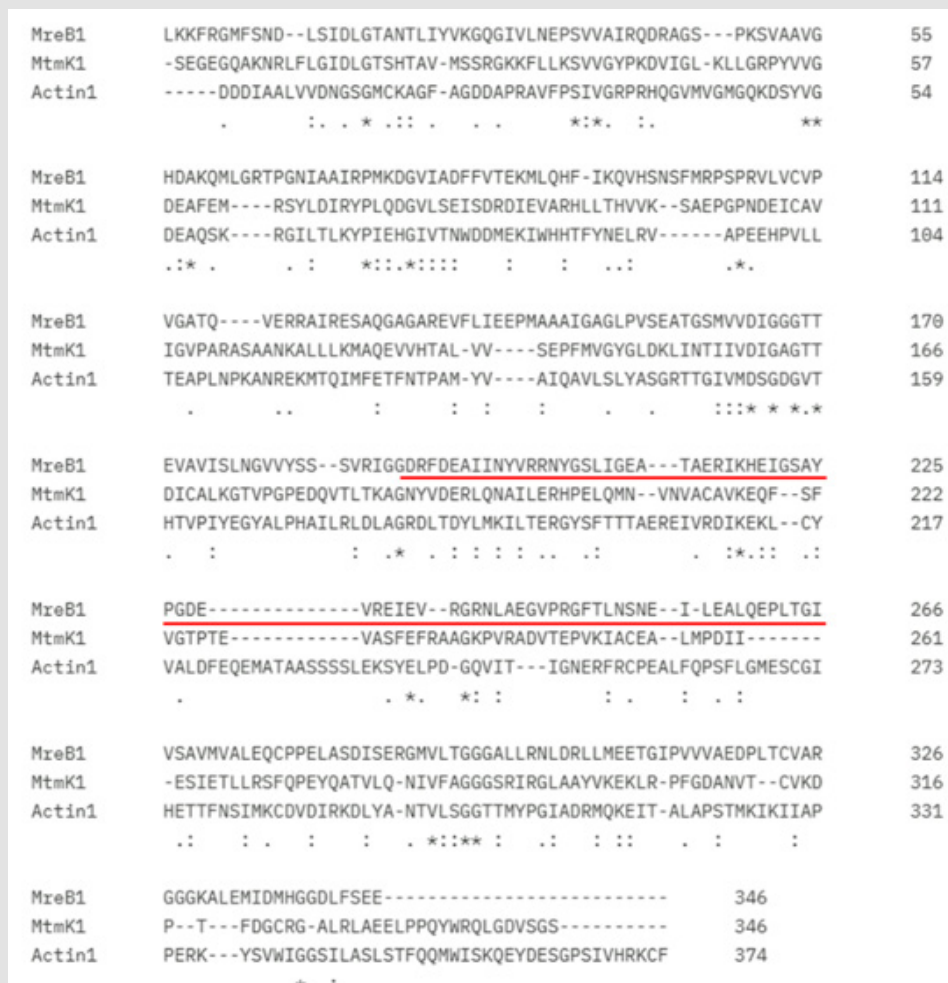 MreB1 LKKFRGMFSND--LSIDLGTANTLIYVKGQGIVLNEPSVVAIRQDRAGS---PKSVAAVG 55
MtmK1 -SEGEGQAKNRLFLGIDLGTSHTAV-MSSRGKKFLLKSVVGYPKDVIGL-KLLGRPYVVG 57
Actin1 -----DDDIAALVVDNGSGMCKAGF-AGDDAPRAVFPSIVGRPRHQGVMVGMGQKDSYVG 54
. :. . * .:: . . . *:*. :. **
MreB1 HDAKQMLGRTPGNIAAIRPMKDGVIADFFVTEKMLQHF-IKQVHSNSFMRPSPRVLVCVP 114
MtmK1 DEAFEM----RSYLDIRYPLQDGVLSEISDRDIEVARHLLTHVVK--SAEPGPNDEICAV 111
Actin1 DEAQSK----RGILTLKYPIEHGIVTNWDDMEKIWHHTFYNELRV------APEEHPVLL 104
.:* . . : *::.*:::: : : ..: .*.
MreB1 VGATQ----VERRAIRESAQGAGAREVFLIEEPMAAAIGAGLPVSEATGSMVVDIGGGTT 170
MtmK1 IGVPARASAANKALLLKMAQEVVHTAL-VV----SEPFMVGYGLDKLINTIIVDIGAGTT 166
Actin1 TEAPLNPKANREKMTQIMFETFNTPAM-YV----AIQAVLSLYASGRTTGIVMDSGDGVT 159
. .. : : : : . . :::* * *.*
MreB1 EVAVISLNGVVYSS--SVRIGGDRFDEAIINYVRRNYGSLIGEA---TAERIKHEIGSAY 225
MtmK1 DICALKGTVPGPEDQVTLTKAGNYVDERLQNAILERHPELQMN--VNVACAVKEQF--SF 222
Actin1 HTVPIYEGYALPHAILRLDLAGRDLTDYLMKILTERGYSFTTTAEREIVRDIKEKL--CY 217
. : : .* . : : : : .. .: . :*.:: .:
MreB1 PGDE--------------VREIEV--RGRNLAEGVPRGFTLNSNE--I-LEALQEPLTGI 266
MtmK1 VGTPTE------------VASFEFRAAGKPVRADVTEPVKIACEA--LMPDII------- 261
Actin1 VALDFEQEMATAASSSSLEKSYELPD-GQVIT---IGNERFRCPEALFQPSFLGMESCGI 273
. . *. *: : : . : . :
MreB1 VSAVMVALEQCPPELASDISERGMVLTGGGALLRNLDRLLMEETGIPVVVAEDPLTCVAR 326
MtmK1 -ESIETLLRSFQPEYQATVLQ-NIVFAGGGSRIRGLAAYVKEKLR-PFGDANVT--CVKD 316
Actin1 HETTFNSIMKCDVDIRKDLYA-NTVLSGGTTMYPGIADRMQKEIT-ALAPSTMKIKIIAP 331
.: : . : : . *::** : .: : :: . : :
MreB1 GGGKALEMIDMHGGDLFSEE-------------------------- 346
MtmK1 P--T---FDGCRG-ALRLAEELPPQYWRQLGDVSGS---------- 346
Actin1 PERK---YSVWIGGSILASLSTFQQMWISKQEYDESGPSIVHRKCF 374